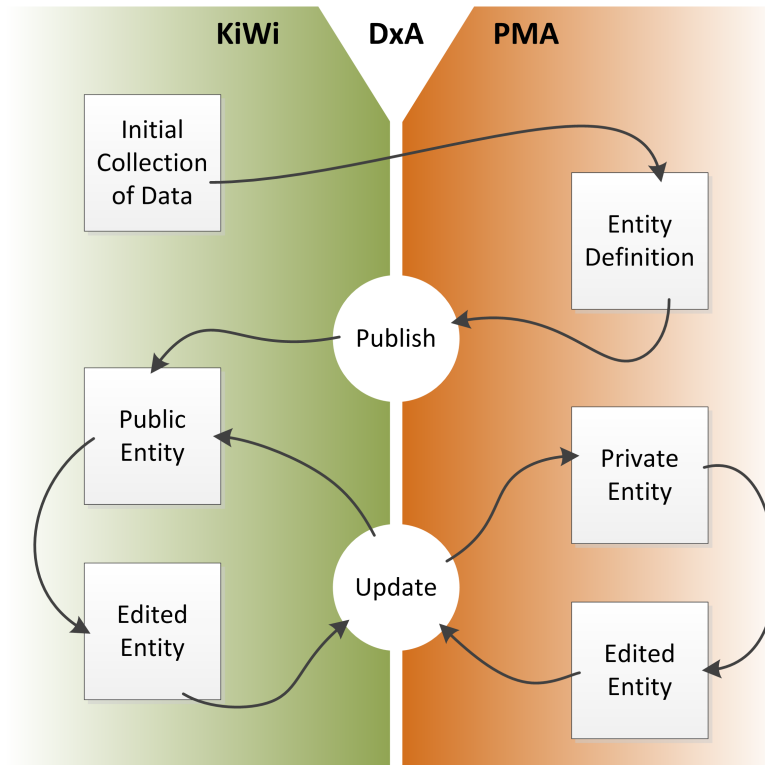 KiWi
DxA
PMA
Initial
Collection
of Data
Entity
Definition
Publish
Public
Entity
Private
Entity
Update
Edited
Entity
Edited
Entity